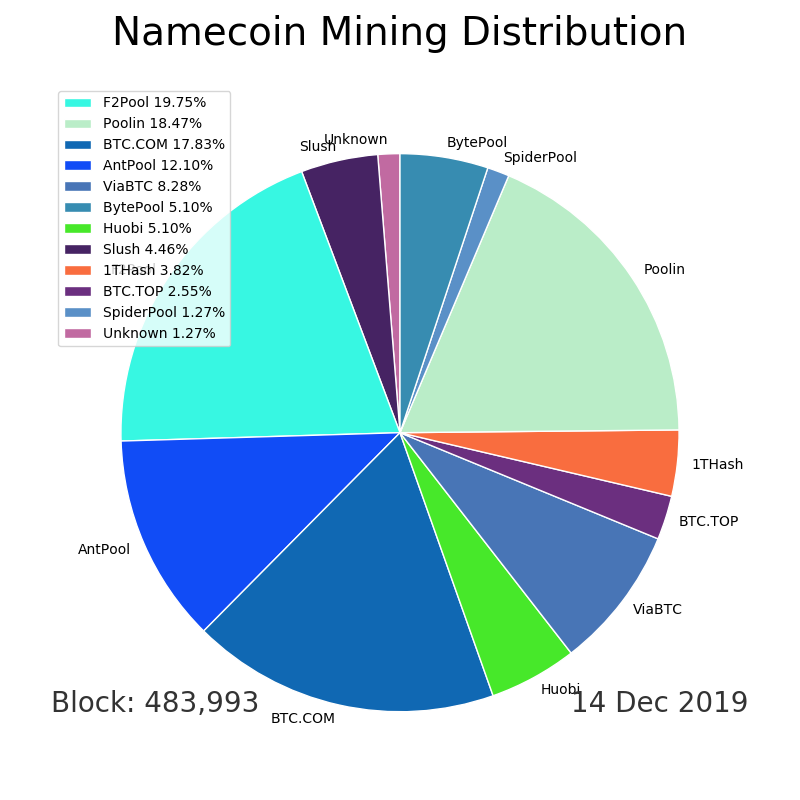 Namecoin Mining Distribution
F2Pool 19.75%
Poolin 18.47%
BTC.COM 17.83%
AntPool 12.10%
ViaBTC 8.28%
BytePool 5.10%
Huobi 5.10%
Slush 4.46%
1THash 3.82%
BTC.TOP 2.55%
SpiderPool 1.27%
Unknown 1.27%
Unknown
Slush
BytePool
SpiderPool
Poolin
1THash
BTC.TOP
AntPool
ViaBTC
Huobi
BTC.COM
Block: 483,993
14 Dec 2019